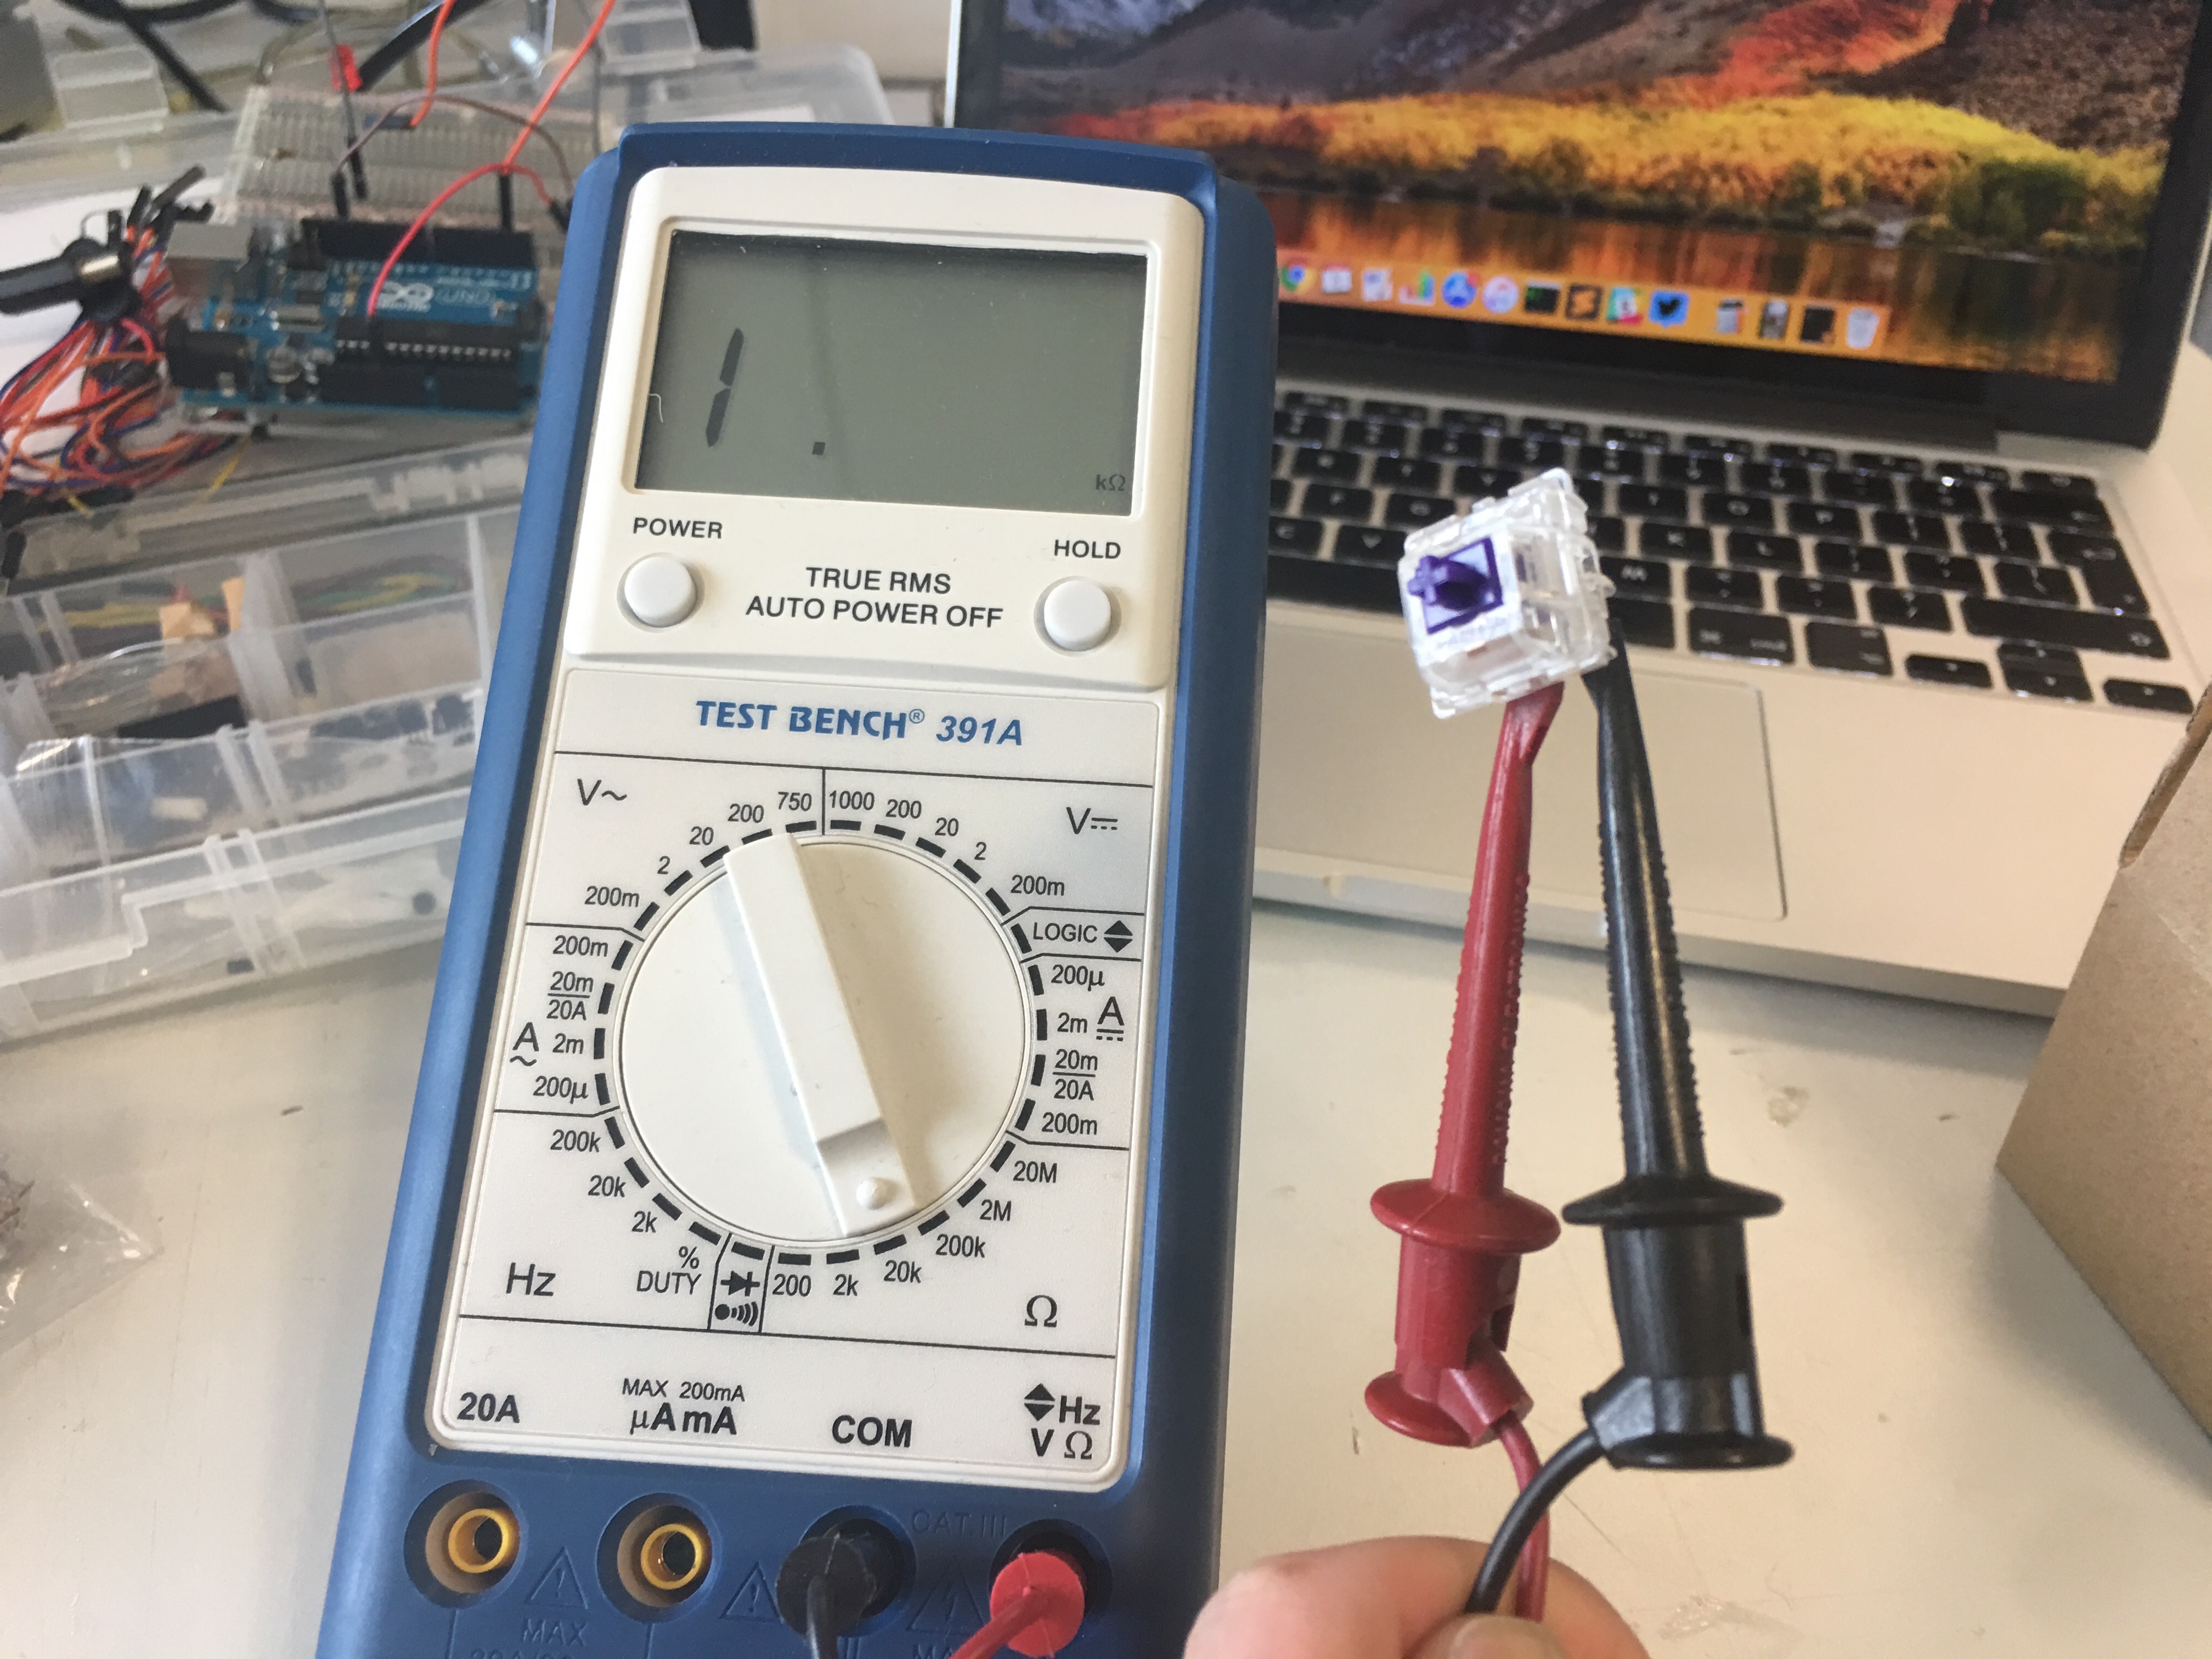 UNO
1.
kΩ
POWER
HOLD
TRUE RMS
AUTO POWER OFF
TEST BENCH® 391A
V~
750
1000
200
200
V⎓
20
20
2
2
200m
200m
LOGIC
200m
200µ
20m
20A
2m
A
A
2m
20m
20A
200µ
200m
200k
20M
20k
2M
2k
200k
%
DUTY
200
2k
20k
Hz
Ω
20A
MAX 200mA
µA mA
COM
Hz
V Ω
CAT. III
MAX